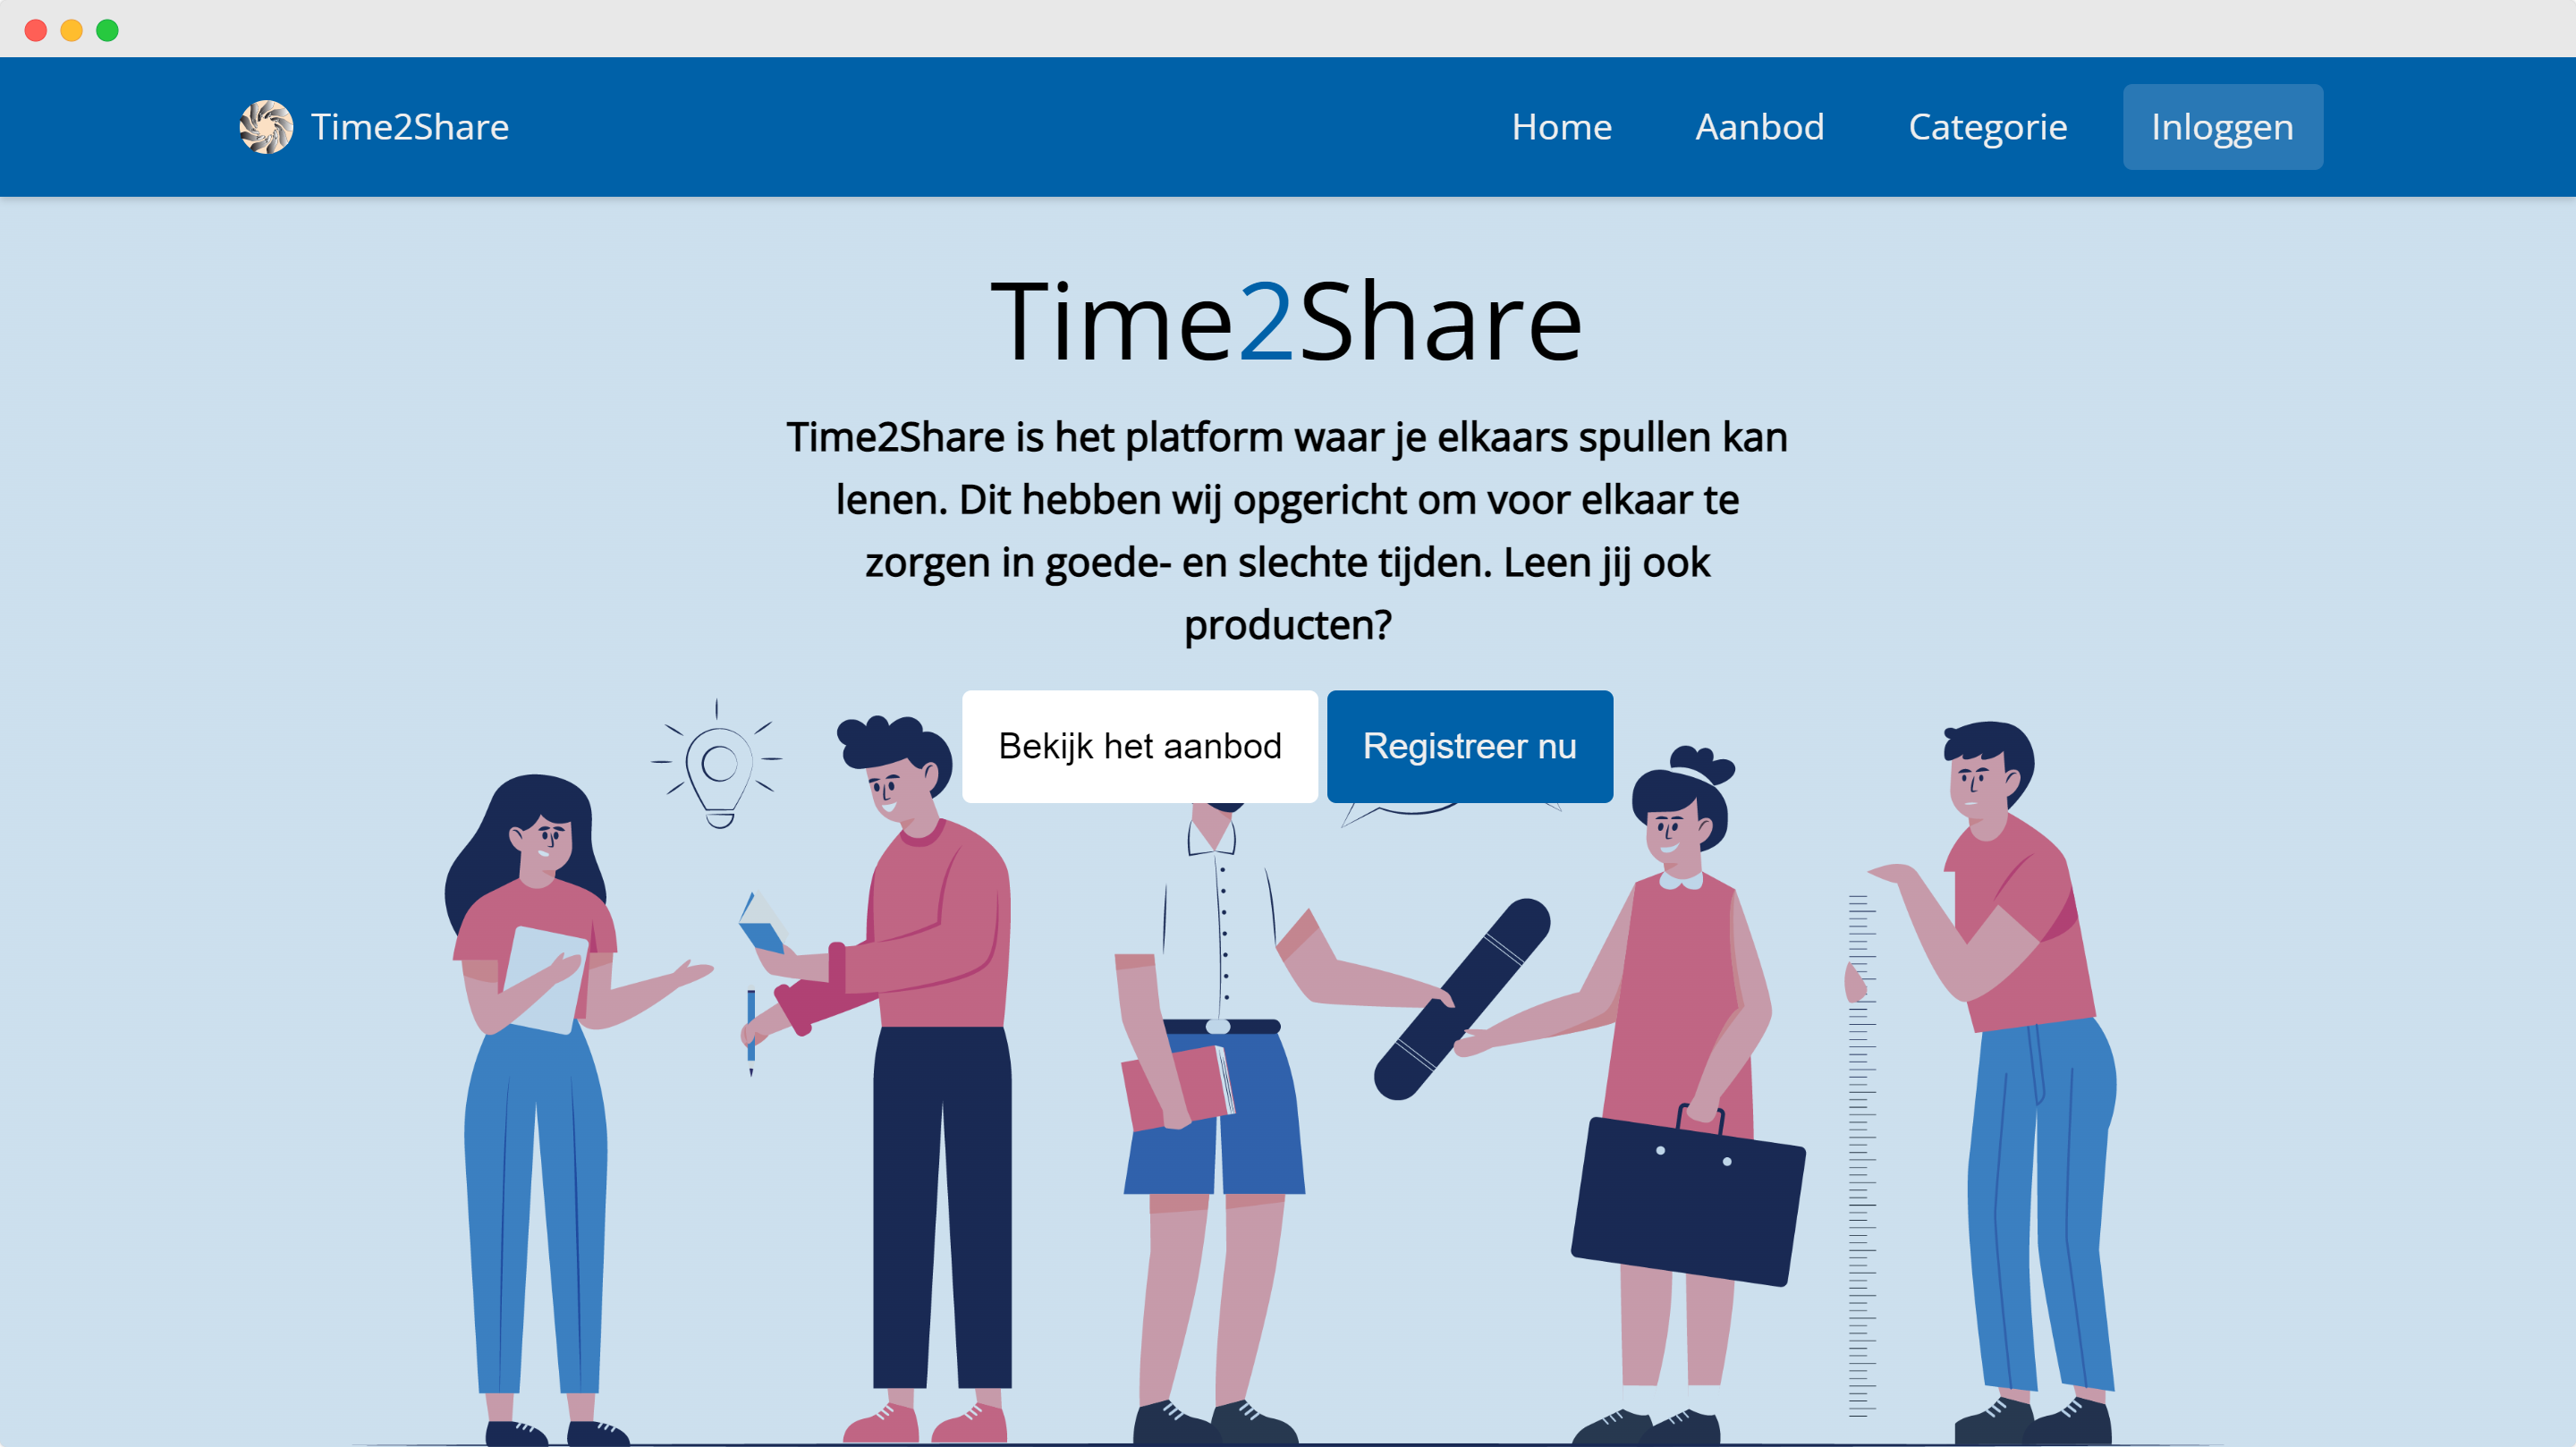 Time2Share
Home Aanbod Categorie Inloggen
Time2Share
Time2Share is het platform waar je elkaars spullen kan
lenen. Dit hebben wij opgericht om voor elkaar te
zorgen in goede- en slechte tijden. Leen jij ook
producten?
Bekijk het aanbod
Registreer nu